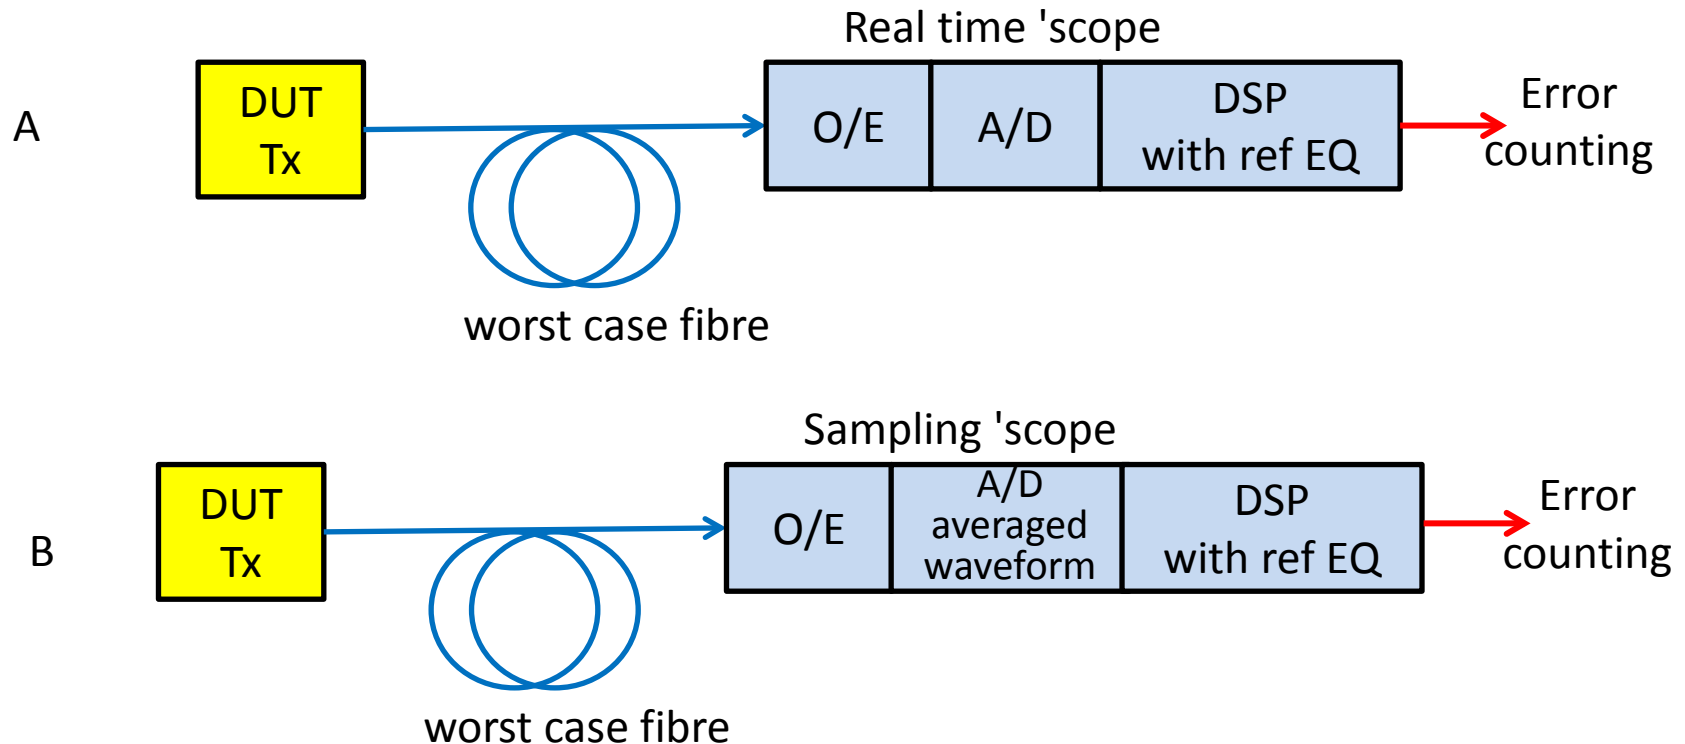 Real time 'scope
A
DUT
Tx
O/E
A/D
DSP
with ref EQ
Error
counting
worst case fibre
Sampling 'scope
B
DUT
Tx
O/E
A/D
averaged
waveform
DSP
with ref EQ
Error
counting
worst case fibre